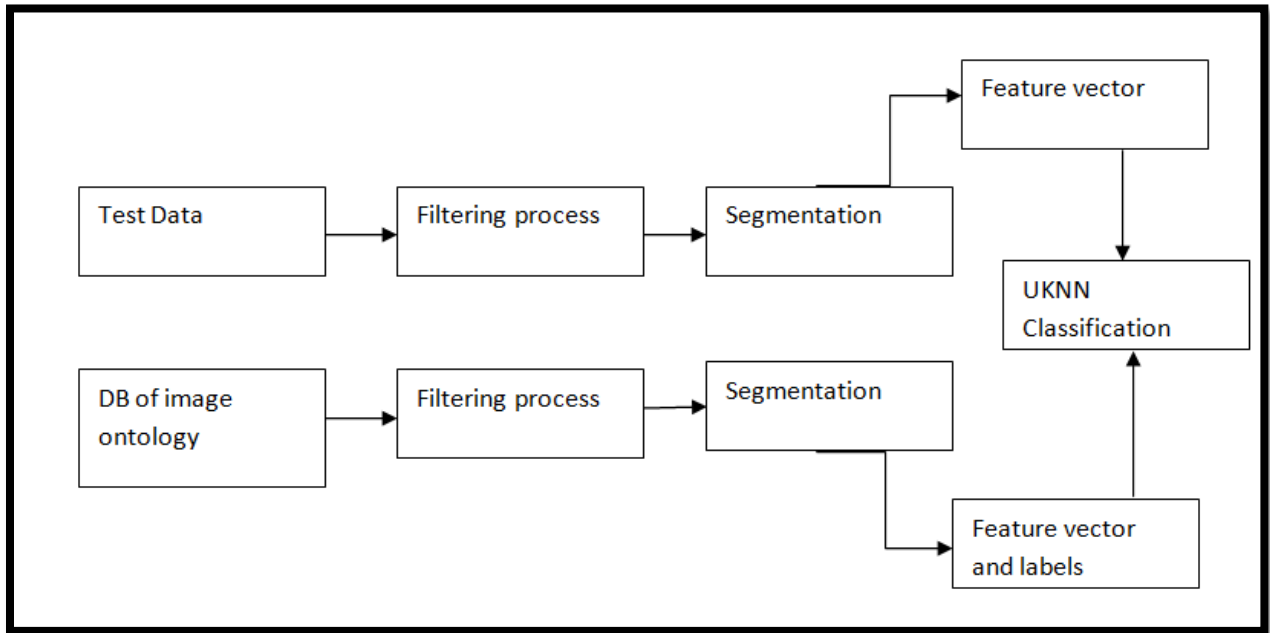 Feature vector
Test Data
Filtering process
Segmentation
UKNN
Classification
DB of image
ontology
Filtering process
Segmentation
Feature vector
and labels